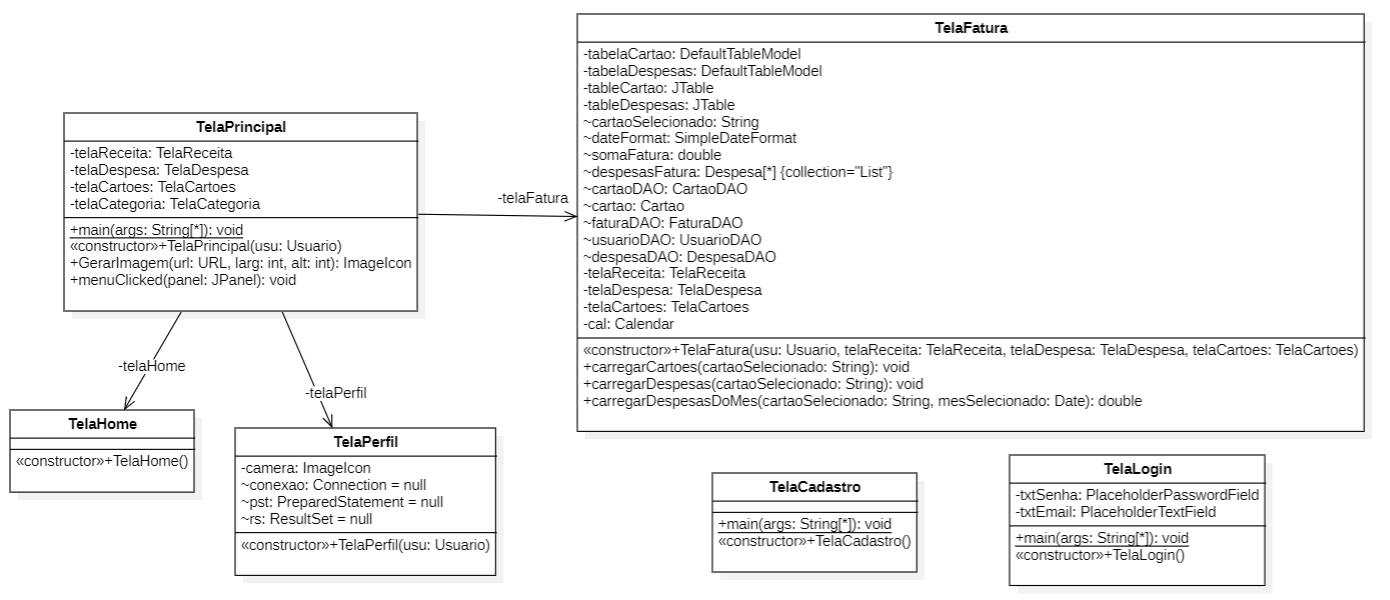 TelaFatura
-tabelaCartao: DefaultTableModel
-tabelaDespesas: DefaultTableModel
-tableCartao: JTable
-tableDespesas: JTable
~cartaoSelecionado: String
~dateFormat: SimpleDateFormat
~somaFatura: double
~despesasFatura: Despesa[*] {collection="List"}
~cartaoDAO: CartaoDAO
~cartao: Cartao
~faturaDAO: FaturaDAO
~usuarioDAO: UsuarioDAO
~despesaDAO: DespesaDAO
-telaReceita: TelaReceita
-telaDespesa: TelaDespesa
-telaCartoes: TelaCartoes
-cal: Calendar
«constructor»+TelaFatura(usu: Usuario, telaReceita: TelaReceita, telaDespesa: TelaDespesa, telaCartoes: TelaCartoes)
+carregarCartoes(cartaoSelecionado: String): void
+carregarDespesas(cartaoSelecionado: String): void
+carregarDespesasDoMes(cartaoSelecionado: String, mesSelecionado: Date): double
TelaPrincipal
-telaReceita: TelaReceita
-telaDespesa: TelaDespesa
-telaCartoes: TelaCartoes
-telaCategoria: TelaCategoria
+main(args: String[*]): void
«constructor»+TelaPrincipal(usu: Usuario)
+GerarImagem(url: URL, larg: int, alt: int): ImageIcon
+menuClicked(panel: JPanel): void
-telaFatura
-telaHome
-telaPerfil
TelaHome
«constructor»+TelaHome()
TelaPerfil
-camera: ImageIcon
~conexao: Connection = null
~pst: PreparedStatement = null
~rs: ResultSet = null
«constructor»+TelaPerfil(usu: Usuario)
TelaCadastro
+main(args: String[*]): void
«constructor»+TelaCadastro()
TelaLogin
-txtSenha: PlaceholderPasswordField
-txtEmail: PlaceholderTextField
+main(args: String[*]): void
«constructor»+TelaLogin()